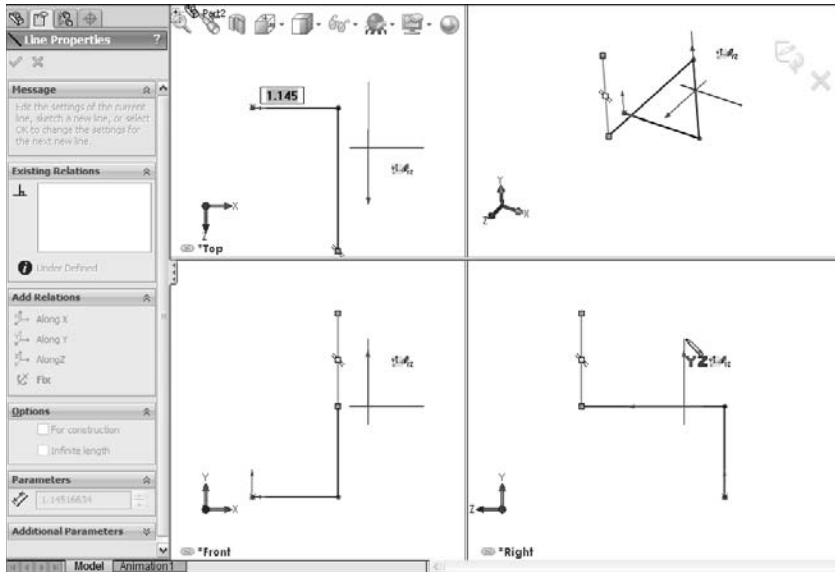 Part2
Line Properties
?
Message
Edit the settings of the current
line, sketch a new line, or select
OK to change the settings for
the next new line.
Existing Relations
Under Defined
Add Relations
Along X
Along Y
AlongZ
Fix
Options
For construction
Infinite length
Parameters
1.14516634
Additional Parameters
Model
Animation1
1.145
X
Z
*Top
Y
Z
X
Y
X
*Front
YZ
Y
Z
*Right